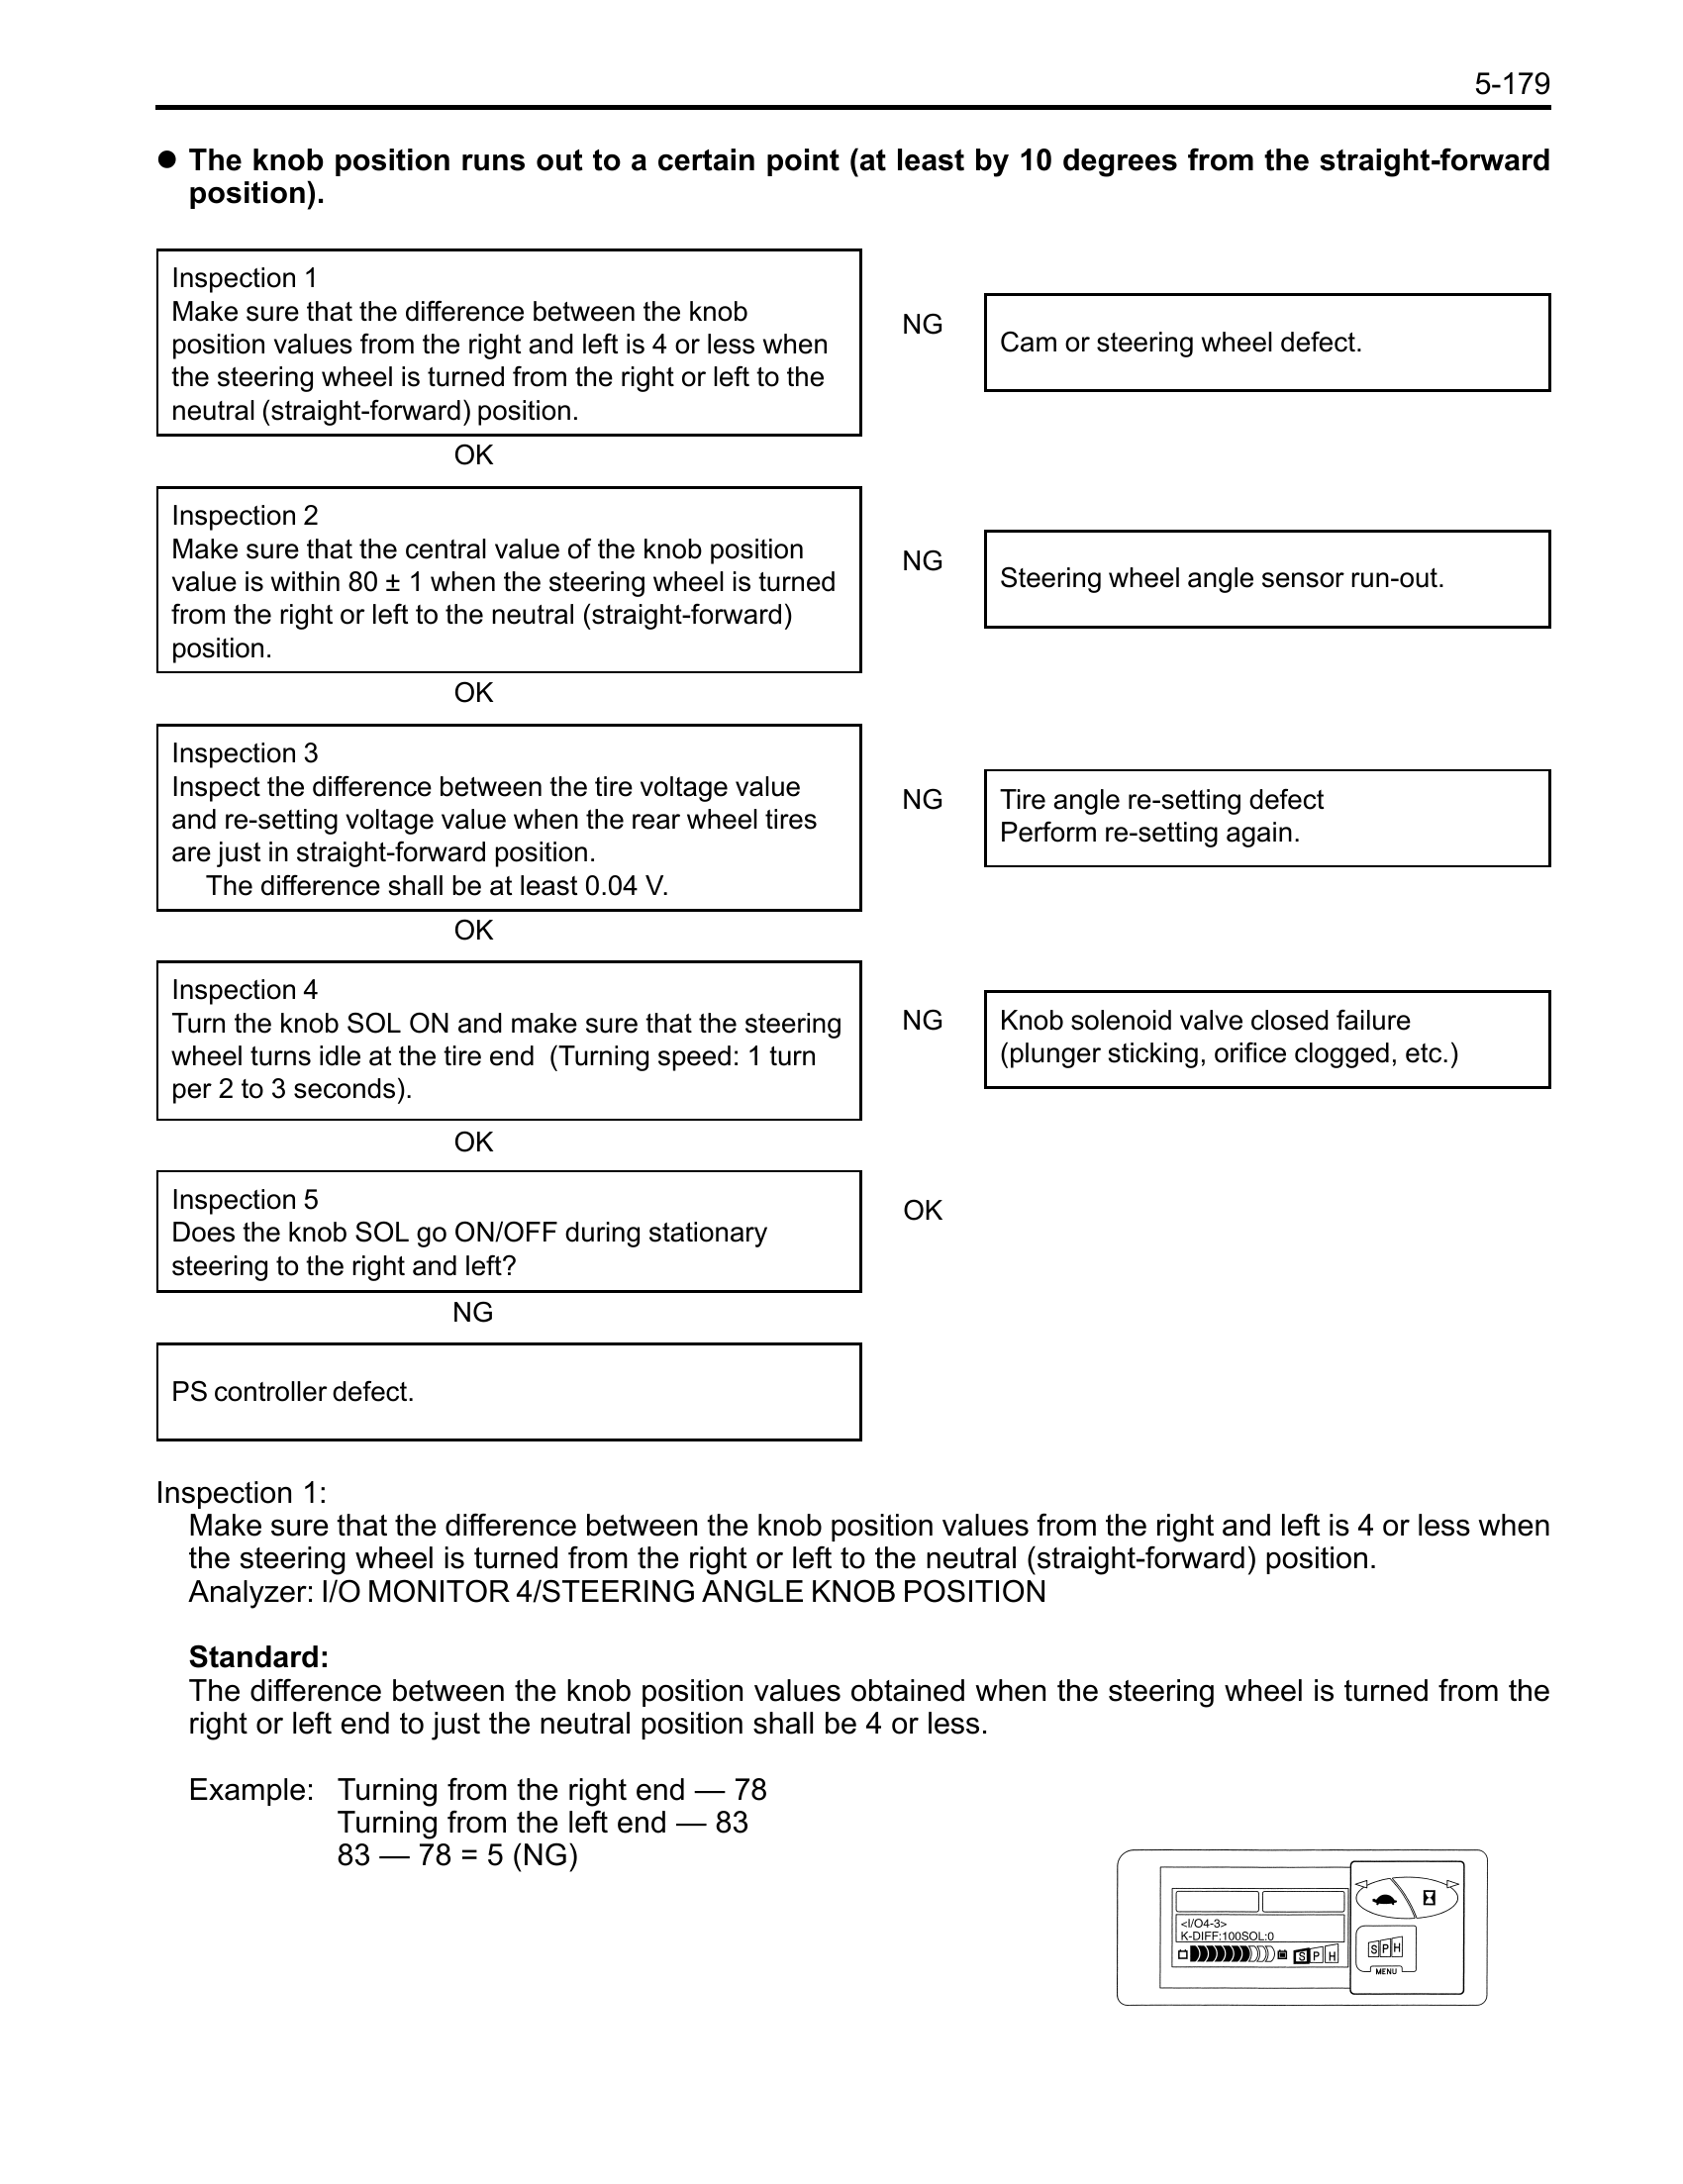 5-179
● The knob position runs out to a certain point (at least by 10 degrees from the straight-forward
position).
Inspection 1
Make sure that the difference between the knob
position values from the right and left is 4 or less when
the steering wheel is turned from the right or left to the
neutral (straight-forward) position.
NG
Cam or steering wheel defect.
OK
Inspection 2
Make sure that the central value of the knob position
value is within 80 ± 1 when the steering wheel is turned
from the right or left to the neutral (straight-forward)
position.
NG
Steering wheel angle sensor run-out.
OK
Inspection 3
Inspect the difference between the tire voltage value
and re-setting voltage value when the rear wheel tires
are just in straight-forward position.
The difference shall be at least 0.04 V.
NG
Tire angle re-setting defect
Perform re-setting again.
OK
Inspection 4
Turn the knob SOL ON and make sure that the steering
wheel turns idle at the tire end (Turning speed: 1 turn
per 2 to 3 seconds).
NG
Knob solenoid valve closed failure
(plunger sticking, orifice clogged, etc.)
OK
Inspection 5
Does the knob SOL go ON/OFF during stationary
steering to the right and left?
OK
NG
PS controller defect.
Inspection 1:
Make sure that the difference between the knob position values from the right and left is 4 or less when
the steering wheel is turned from the right or left to the neutral (straight-forward) position.
Analyzer: I/O MONITOR 4/STEERING ANGLE KNOB POSITION
Standard:
The difference between the knob position values obtained when the steering wheel is turned from the
right or left end to just the neutral position shall be 4 or less.
Example: Turning from the right end — 78
Turning from the left end — 83
83 — 78 = 5 (NG)
<I/O4-3>
K-DIFF:100SOL:0
S P H
S P H
MENU